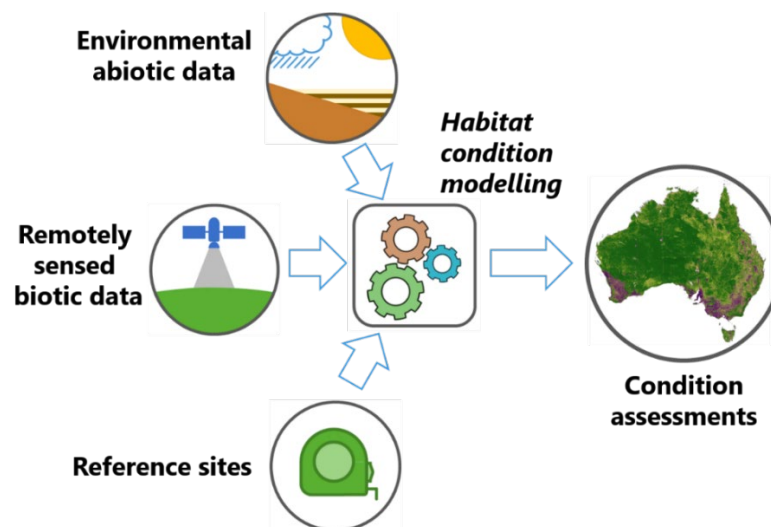 Environmental
abiotic data
Habitat
condition
modelling
Remotely
sensed
biotic data
Condition
assessments
Reference sites